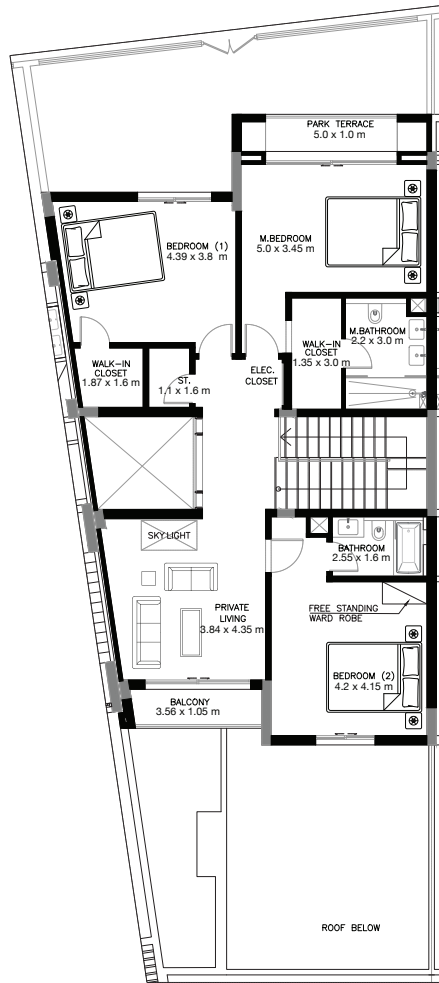 PARK TERRACE
5.0 x 1.0 m
BEDROOM (1)
4.39 x 3.8 m
M.BEDROOM
5.0 x 3.45 m
M.BATHROOM
2.2 x 3.0 m
WALK-IN
CLOSET
1.35 x 3.0 m
WALK-IN
CLOSET
1.87 x 1.6 m
ST.
1.1 x 1.6 m
ELEC.
CLOSET
SKY LIGHT
BATHROOM
2.55 x 1.6 m
PRIVATE
LIVING
3.84 x 4.35 m
FREE STANDING
WARD ROBE
BEDROOM (2)
4.2 x 4.15 m
BALCONY
3.56 x 1.05 m
ROOF BELOW